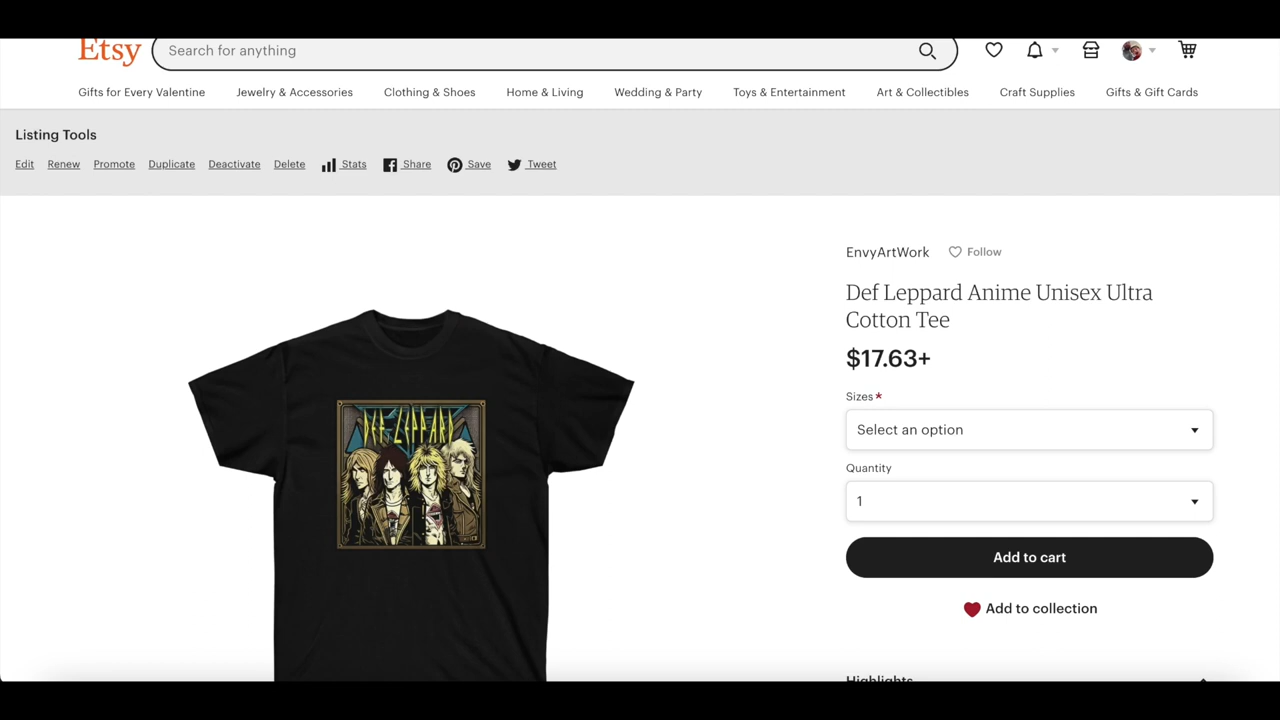 Etsy
Search for anything
Gifts for Every Valentine Jewelry & Accessories Clothing & Shoes Home & Living Wedding & Party Toys & Entertainment Art & Collectibles Craft Supplies Gifts & Gift Cards
Listing Tools
Edit Renew Promote Duplicate Deactivate Delete Stats Share Save Tweet
EnvyArtWork Follow
Def Leppard Anime Unisex Ultra
Cotton Tee
$17.63+
Sizes*
Select an option
Quantity
1
Add to cart
Add to collection
Highlights
DEF LEPPARD